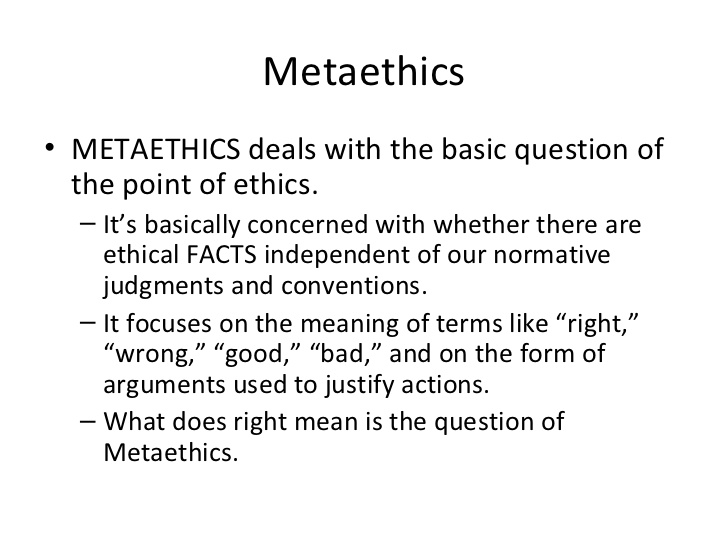 Metaethics
• METAETHICS deals with the basic question of
the point of ethics.
– It’s basically concerned with whether there are
ethical FACTS independent of our normative
judgments and conventions.
– It focuses on the meaning of terms like “right,”
“wrong,” “good,” “bad,” and on the form of
arguments used to justify actions.
– What does right mean is the question of
Metaethics.